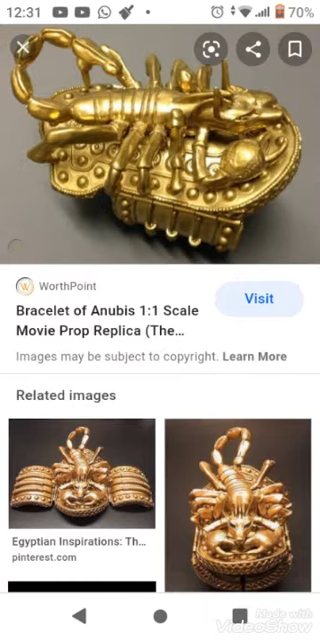 12:31
70%
WorthPoint
Bracelet of Anubis 1:1 Scale
Movie Prop Replica (The...
Visit
Images may be subject to copyright. Learn More
Related images
Egyptian Inspirations: Th...
pinterest.com
Made with
VideoShow